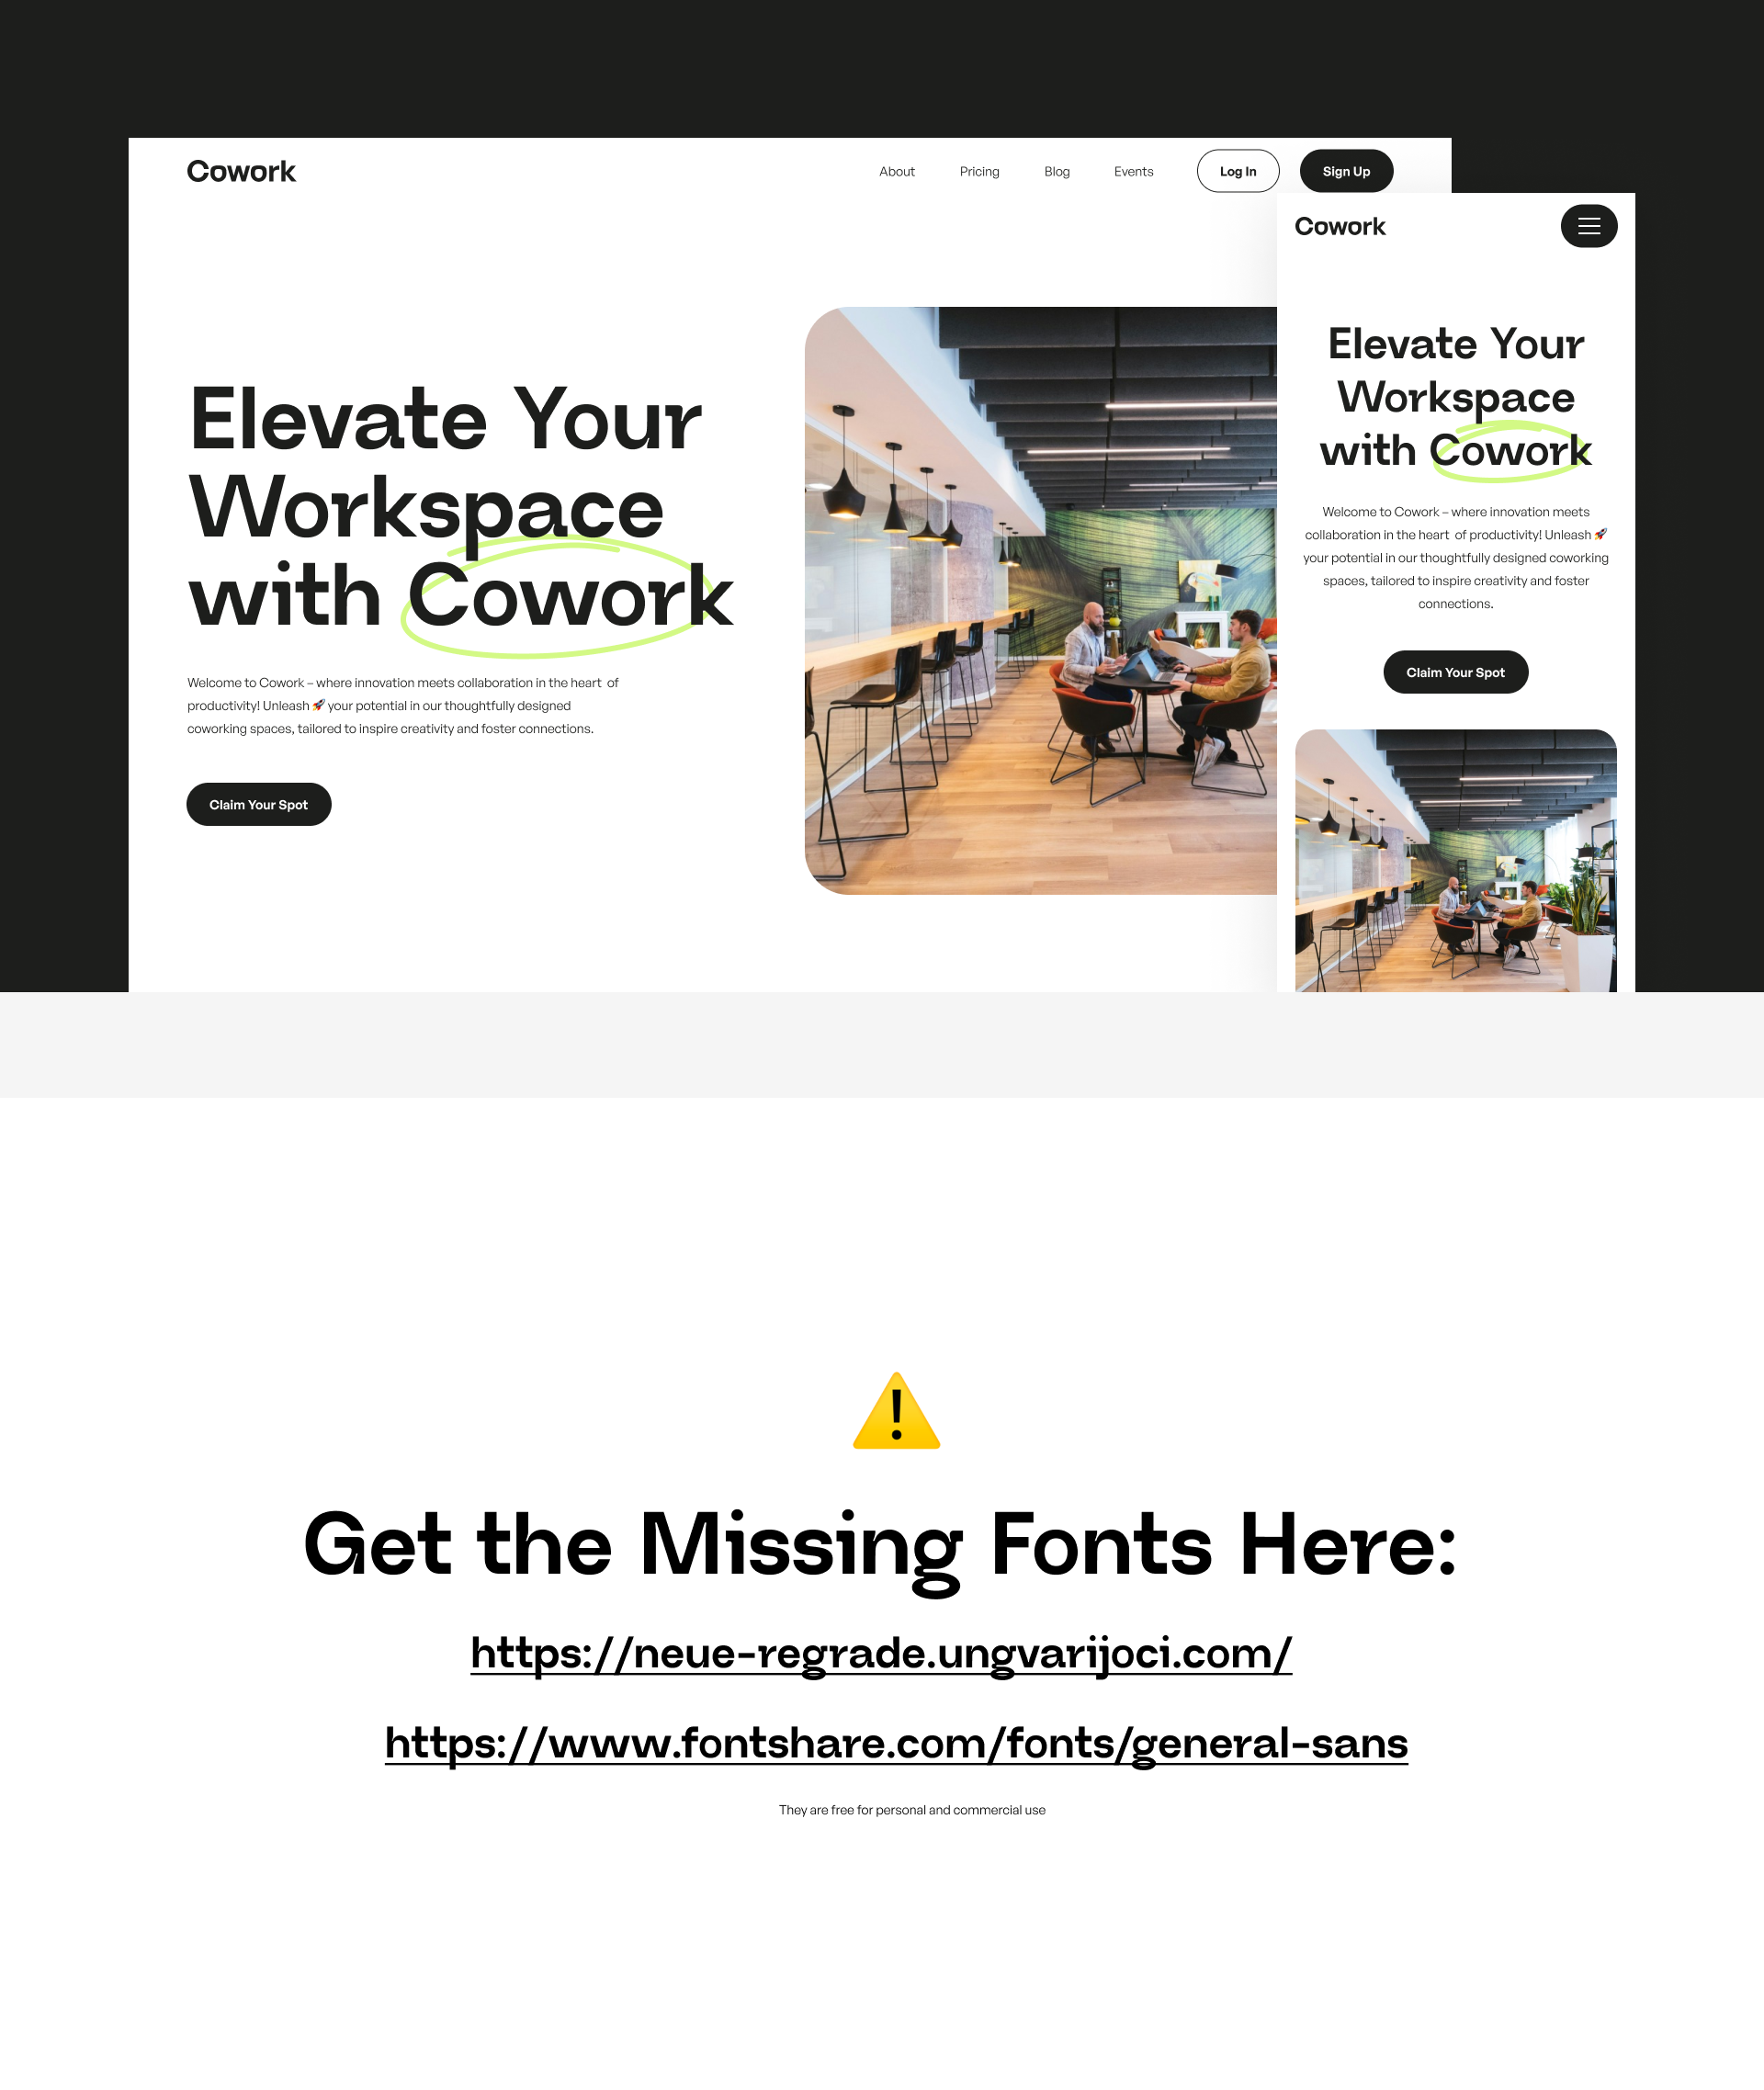 Cowork
About Pricing Blog Events Log In Sign Up
Elevate Your
Workspace
with Cowork
Welcome to Cowork – where innovation meets collaboration in the heart of
productivity! Unleash 🚀 your potential in our thoughtfully designed
coworking spaces, tailored to inspire creativity and foster connections.
Claim Your Spot
Cowork
Elevate Your
Workspace
with Cowork
Welcome to Cowork – where innovation meets
collaboration in the heart of productivity! Unleash 🚀
your potential in our thoughtfully designed coworking
spaces, tailored to inspire creativity and foster
connections.
Claim Your Spot
Get the Missing Fonts Here:
https://neue-regrade.ungvarijoci.com/
https://www.fontshare.com/fonts/general-sans
They are free for personal and commercial use